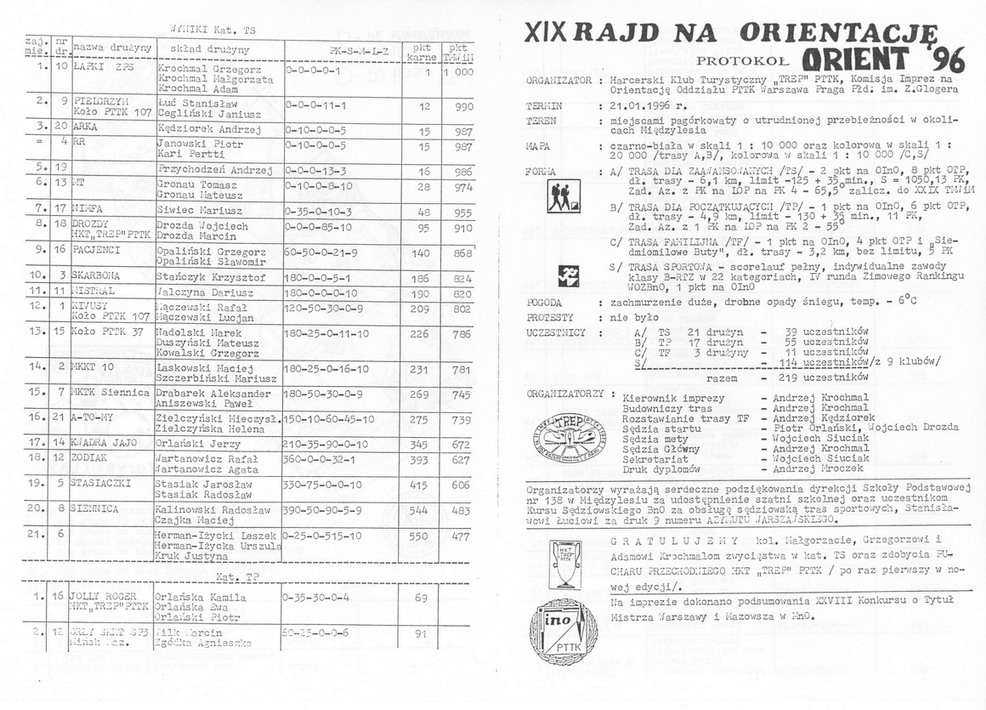 WYNIKI Kat. TS
zaj. mie. nr dr. nazwa drużyny skład drużyny PK-S-M-L-Z pkt karne pkt TMWiM
1. 10 ŁAPKI ZPS Krochmal Grzegorz 0-0-0-0-1 1 1 000
Krochmal Małgorzata
Krochmal Adam
2. 9 PIELGRZYM Łuć Stanisław 0-0-0-11-1 12 990
Koło PTTK 107 Cegliński Janiusz
3. 20 ARKA Kędziorek Andrzej 0-10-0-0-5 15 987
= 4 RR Janowski Piotr 0-10-0-0-5 15 987
Kari Pertti
5. 19 Przychodzeń Andrzej 0-0-0-13-3 16 986
6. 13 Gronau Tomasz 0-10-0-8-10 28 974
Gronau Mateusz
7. 17 NIMFA Siwiec Mariusz 0-35-0-10-3 48 955
8. 18 DROZDY Drozda Wojciech 0-0-0-85-10 95 910
HKT„TREP"PTTK Drozda Marcin
9. 16 PACJENCI Opaliński Grzegorz 60-50-0-21-9 140 868
Opaliński Sławomir
10. 3 SKARBONA Stańczyk Krzysztof 180-0-0-5-1 186 824
11. 11 MISTRAL Walczyna Dariusz 180-0-0-0-10 190 820
12. 1 KIVUSY Mączewski Rafał 120-50-30-0-9 209 802
Koło PTTK 107 Mączewski Lucjan
13. 15 Koło PTTK 37 Nadolski Marek 180-25-0-11-10 226 786
Duszyński Mateusz
Kowalski Grzegorz
14. 2 MKKT 10 Laskowski Maciej 180-25-0-16-10 231 781
Szczerbiński Mariusz
15. 7 MKTK Siennica Drabarek Aleksander 180-50-30-0-9 269 745
Aniszewski Paweł
16. 21 A-TO-MY Zielczyński Mieczysł. 150-10-60-45-10 275 739
Zielczyńska Helena
17. 14 KWADRA JAJO Orlański Jerzy 210-35-90-0-10 345 672
18. 12 ZODIAK Wartanowicz Rafał 360-0-0-32-1 393 627
Wartanowicz Agata
19. 5 STASIACZKI Stasiak Jarosław 330-75-0-0-10 415 606
Stasiak Radosław
20. 8 SIENNICA Kalinowski Radosław 390-50-90-5-9 544 483
Czajka Maciej
21. 6 Herman-Iżycki Leszek 0-25-0-515-10 550 477
Herman-Iżycka Urszula
Kruk Justyna
Kat. TP
1. 16 JOLLY ROGER Orlańska Kamila 0-35-30-0-4 69
HKT„TREP"PTTK Orlańska Ewa
Orlański Piotr
2. 12 Wilk Marcin 60-25-0-0-6 91
Mińsk Maz. Zgódka Agnieszka
XIX RAJD NA ORIENTACJĘ
PROTOKÓŁ ORIENT '96
ORGANIZATOR : Harcerski Klub Turystyczny „TREP" PTTK, Komisja Imprez na
Orientację Oddziału PTTK Warszawa Praga Płd. im. Z.Glogera
TERMIN : 21.01.1996 r.
TEREN : miejscami pagórkowaty o utrudnionej przebieżności w okoli-
cach Międzylesia
MAPA : czarno-biała w skali 1 : 10 000 oraz kolorowa w skali 1 :
20 000 /trasy A,B/, kolorowa w skali 1 : 10 000 /C,S/
FORMA : A/ TRASA DLA ZAAWANSOWANYCH /TS/ - 2 pkt na OInO, 8 pkt OTP,
dł. trasy - 6,1 km, limit -125 + 35 min., S = 1050,13 PK,
Zad. Az. z PK na LOP na PK 4 - 65,5° zalicz. do XXIX TMWiM
B/ TRASA DLA POCZĄTKUJĄCYCH /TP/ - 1 pkt na OInO, 6 pkt OTP,
dł. trasy - 4,9 km, limit - 130 + 35 min., 11 PK,
Zad. Az. z 1 PK na LOP na PK 2 - 55°
C/ TRASA FAMILIJNA /TF/ - 1 pkt na OInO, 4 pkt OTP i „Sie-
dmiomilowe Buty", dł. trasy - 3,2 km, bez limitu, 5 PK
S/ TRASA SPORTOWA - scorelauf pełny, indywidualne zawody
klasy B-RTZ w 22 kategoriach, IV runda Zimowego Rankingu
WOZBnO, 1 pkt na OInO
POGODA : zachmurzenie duże, drobne opady śniegu, temp. - 6°C
PROTESTY : nie było
UCZESTNICY : A/ TS 21 drużyn - 39 uczestników
B/ TP 17 drużyn - 55 uczestników
C/ TF 3 drużyny - 11 uczestników
S/ - 114 uczestników/z 9 klubów/
razem - 219 uczestników
ORGANIZATORZY : Kierownik imprezy - Andrzej Krochmal
Budowniczy tras - Andrzej Krochmal
Rozstawianie trasy TF - Andrzej Kędziorek
Sędzia startu - Piotr Orlański, Wojciech Drozda
Sędzia mety - Wojciech Siuciak
Sędzia Główny - Andrzej Krochmal
Sekretariat - Wojciech Siuciak
Druk dyplomów - Andrzej Mroczek
TREP
Organizatorzy wyrażają serdeczne podziękowania dyrekcji Szkoły Podstawowej
nr 138 w Międzylesiu za udostępnienie szatni szkolnej oraz uczestnikom
Kursu Sędziowskiego BnO za obsługę sędziowską tras sportowych, Stanisła-
wowi Łuciowi za druk 9 numeru AZYMUTU WARSZAWSKIEGO.
HKT TREP PTTK
G R A T U L U J E M Y kol. Małgorzacie, Grzegorzowi i
Adamowi Krochmalom zwycięstwa w kat. TS oraz zdobycia PU-
CHARU PRZECHODNIEGO HKT „TREP" PTTK / po raz pierwszy w no-
wej edycji/.
ino PTTK
Na imprezie dokonano podsumowania XXVIII Konkursu o Tytuł
Mistrza Warszawy i Mazowsza w MnO.